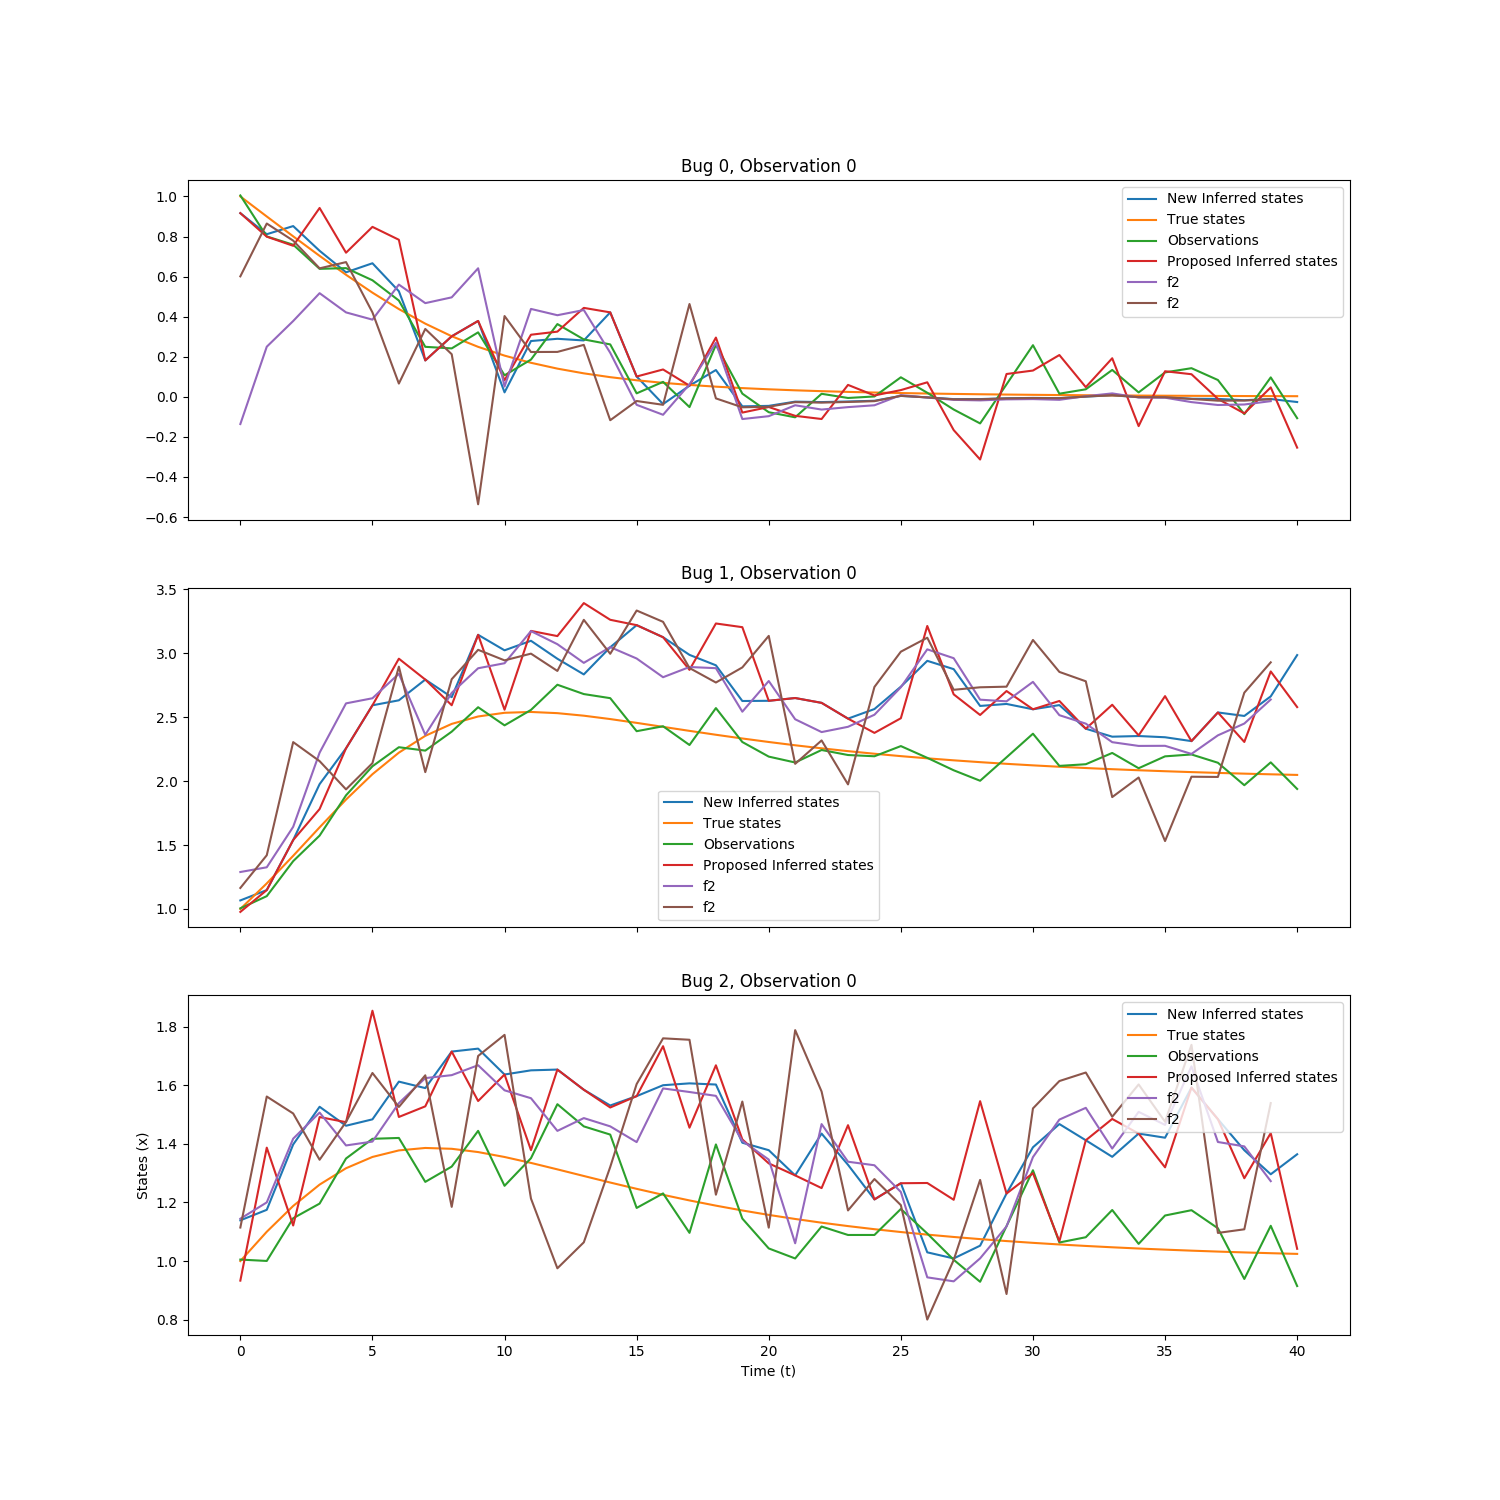 Bug 0, Observation 0
1.0
0.8
0.6
0.4
0.2
0.0
−0.2
−0.4
−0.6
New Inferred states
True states
Observations
Proposed Inferred states
f2
f2
Bug 1, Observation 0
3.5
3.0
2.5
2.0
1.5
1.0
New Inferred states
True states
Observations
Proposed Inferred states
f2
f2
Bug 2, Observation 0
States (x)
1.8
1.6
1.4
1.2
1.0
0.8
New Inferred states
True states
Observations
Proposed Inferred states
f2
f2
0 5 10 15 20 25 30 35 40
Time (t)